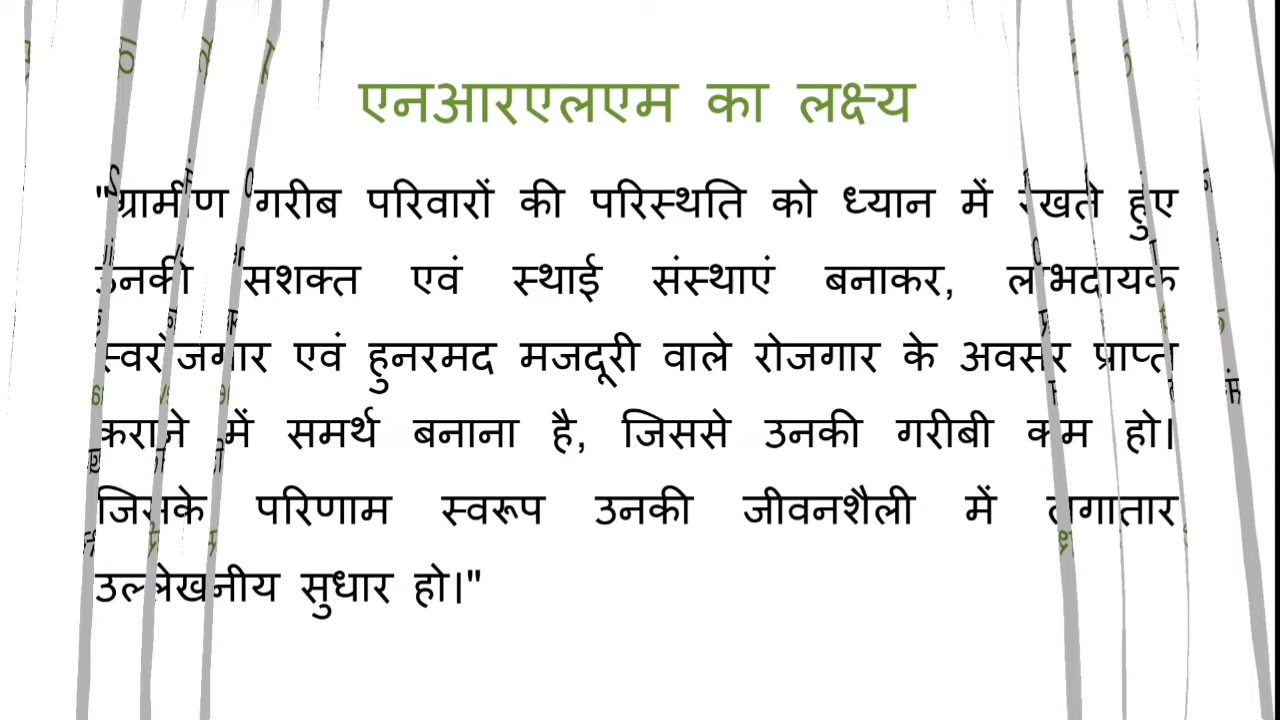 एनआरएलएम का लक्ष्य
"ग्रामीण गरीब परिवारों की परिस्थति को ध्यान में रखते हुए
उनकी सशक्त एवं स्थाई संस्थाएं बनाकर, लाभदायक
स्वरोजगार एवं हुनरमद मजदूरी वाले रोजगार के अवसर प्राप्त
कराने में समर्थ बनाना है, जिससे उनकी गरीबी कम हो।
जिसके परिणाम स्वरूप उनकी जीवनशैली में लगातार
उल्लेखनीय सुधार हो।"